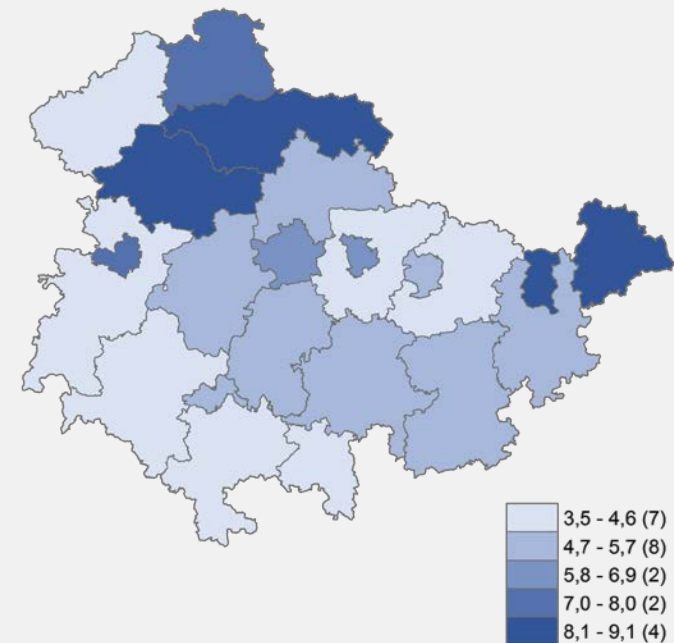 3,5 - 4,6 (7)
4,7 - 5,7 (8)
5,8 - 6,9 (2)
7,0 - 8,0 (2)
8,1 - 9,1 (4)